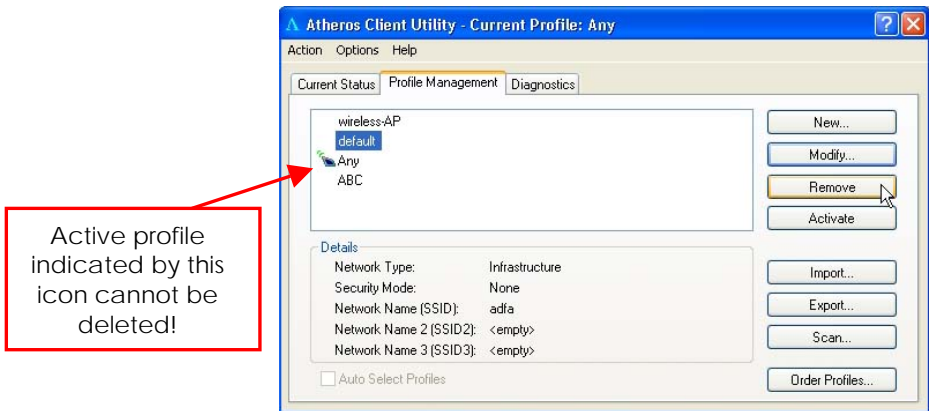 Atheros Client Utility - Current Profile: Any
Action Options Help
Current Status Profile Management Diagnostics
wireless-AP
default
Any
ABC
New...
Modify...
Remove
Activate
Active profile
indicated by this
icon cannot be
deleted!
Details
Network Type: Infrastructure
Security Mode: None
Network Name (SSID): adfa
Network Name 2 (SSID2): <empty>
Network Name 3 (SSID3): <empty>
Import...
Export...
Scan...
Auto Select Profiles
Order Profiles...